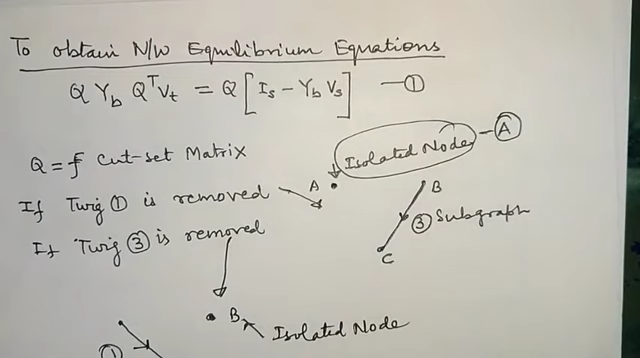 To obtain N/W Equilibrium Equations
Q Y_b Q^T V_t = Q [ I_s - Y_b V_s ] — ①
Isolated Node — Ⓐ
Q = f Cut-set Matrix
A
If Twig ① is removed
B
③ Subgraph
If Twig ③ is removed
C
B Isolated Node
①